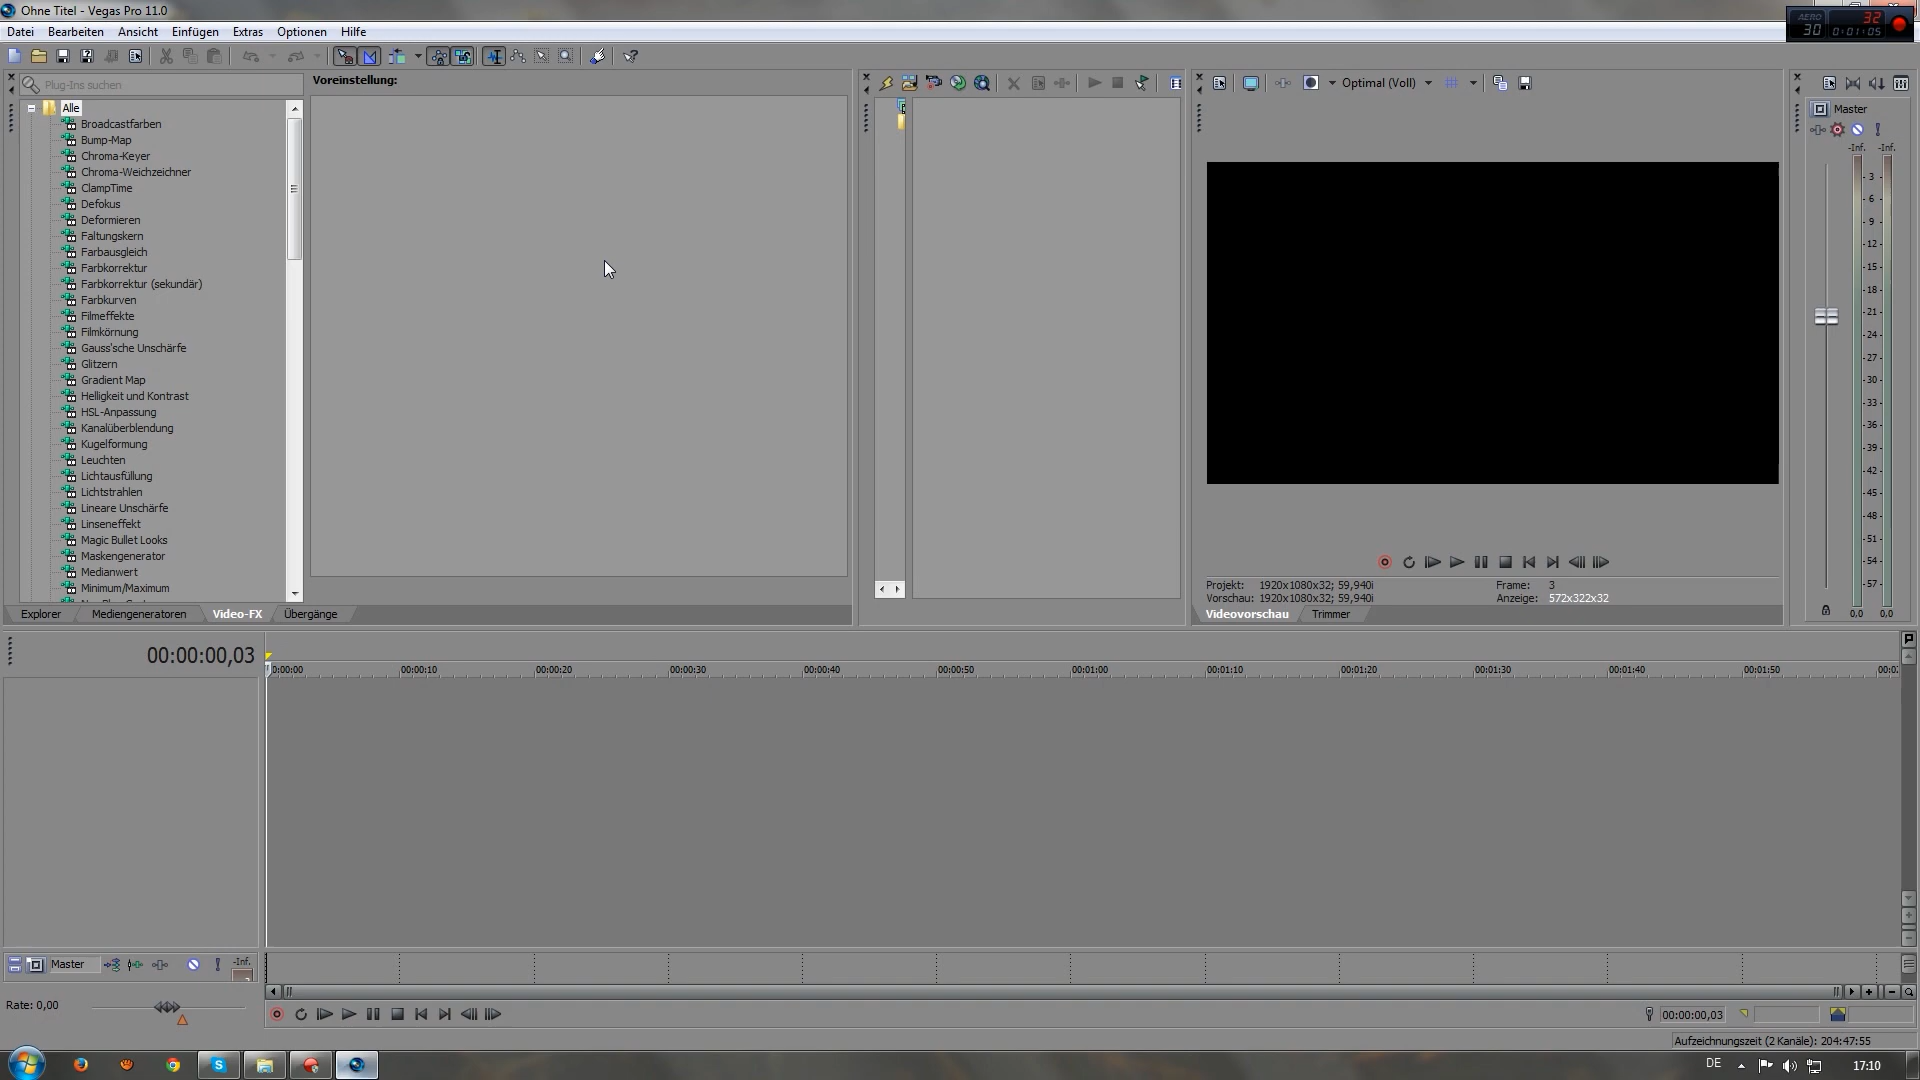 Ohne Titel - Vegas Pro 11.0
AERO 32
30 0:01:05
Datei Bearbeiten Ansicht Einfügen Extras Optionen Hilfe
Plug-Ins suchen
Voreinstellung:
Optimal (Voll)
Master
Alle
Broadcastfarben
Bump-Map
Chroma-Keyer
Chroma-Weichzeichner
ClampTime
Defokus
Deformieren
Faltungskern
Farbausgleich
Farbkorrektur
Farbkorrektur (sekundär)
Farbkurven
Filmeffekte
Filmkörnung
Gauss'sche Unschärfe
Glitzern
Gradient Map
Helligkeit und Kontrast
HSL-Anpassung
Kanalüberblendung
Kugelformung
Leuchten
Lichtausfüllung
Lichtstrahlen
Lineare Unschärfe
Linseneffekt
Magic Bullet Looks
Maskengenerator
Medianwert
Minimum/Maximum
-Inf. -Inf.
- 3 -
- 6 -
- 9 -
- 12 -
- 15 -
- 18 -
- 21 -
- 24 -
- 27 -
- 30 -
- 33 -
- 36 -
- 39 -
- 42 -
- 45 -
- 48 -
- 51 -
- 54 -
- 57 -
0.0 0.0
Projekt: 1920x1080x32; 59,940i Frame: 3
Vorschau: 1920x1080x32; 59,940i Anzeige: 572x322x32
Explorer Mediengeneratoren Video-FX Übergänge
Videovorschau Trimmer
00:00:00,03
0:00:00 00:00:10 00:00:20 00:00:30 00:00:40 00:00:50 00:01:00 00:01:10 00:01:20 00:01:30 00:01:40 00:01:50 00:0
Master -Inf.
Rate: 0,00
00:00:00,03
Aufzeichnungszeit (2 Kanäle): 204:47:55
DE 17:10